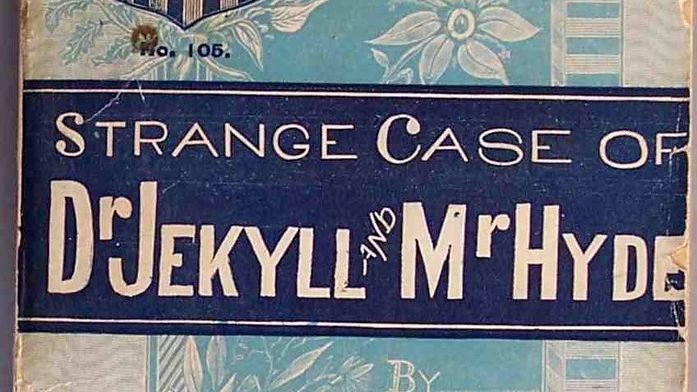 No. 105.
STRANGE CASE OF
Dr JEKYLL AND Mr HYDE
BY